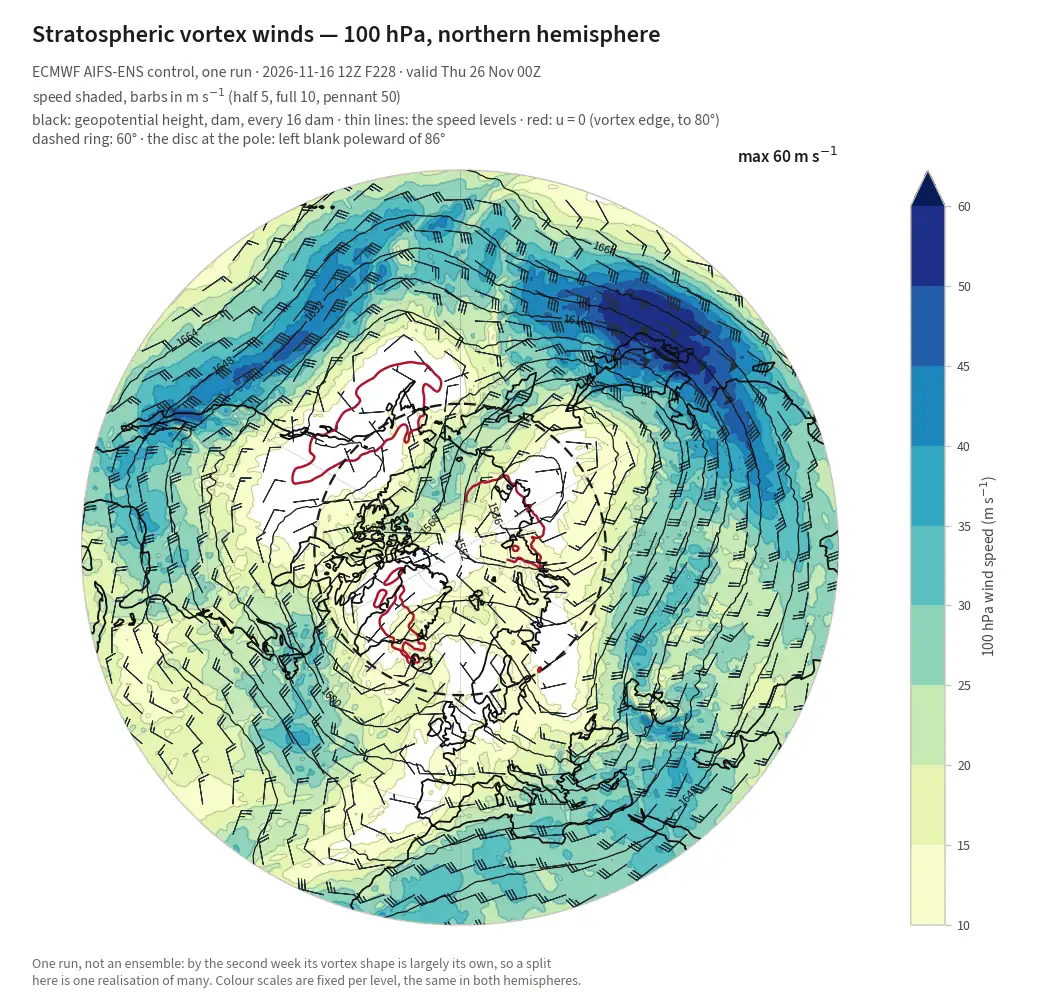 Stratospheric vortex winds — 100 hPa, northern hemisphere
ECMWF AIFS-ENS control, one run · 2026-11-16 12Z F228 · valid Thu 26 Nov 00Z
speed shaded, barbs in m s⁻¹ (half 5, full 10, pennant 50)
black: geopotential height, dam, every 16 dam · thin lines: the speed levels · red: u = 0 (vortex edge, to 80°)
dashed ring: 60° · the disc at the pole: left blank poleward of 86°
max 60 m s⁻¹
60
50
45
40
35
30
25
20
15
10
100 hPa wind speed (m s⁻¹)
1664
1648
1616
One run, not an ensemble: by the second week its vortex shape is largely its own, so a split
here is one realisation of many. Colour scales are fixed per level, the same in both hemispheres.